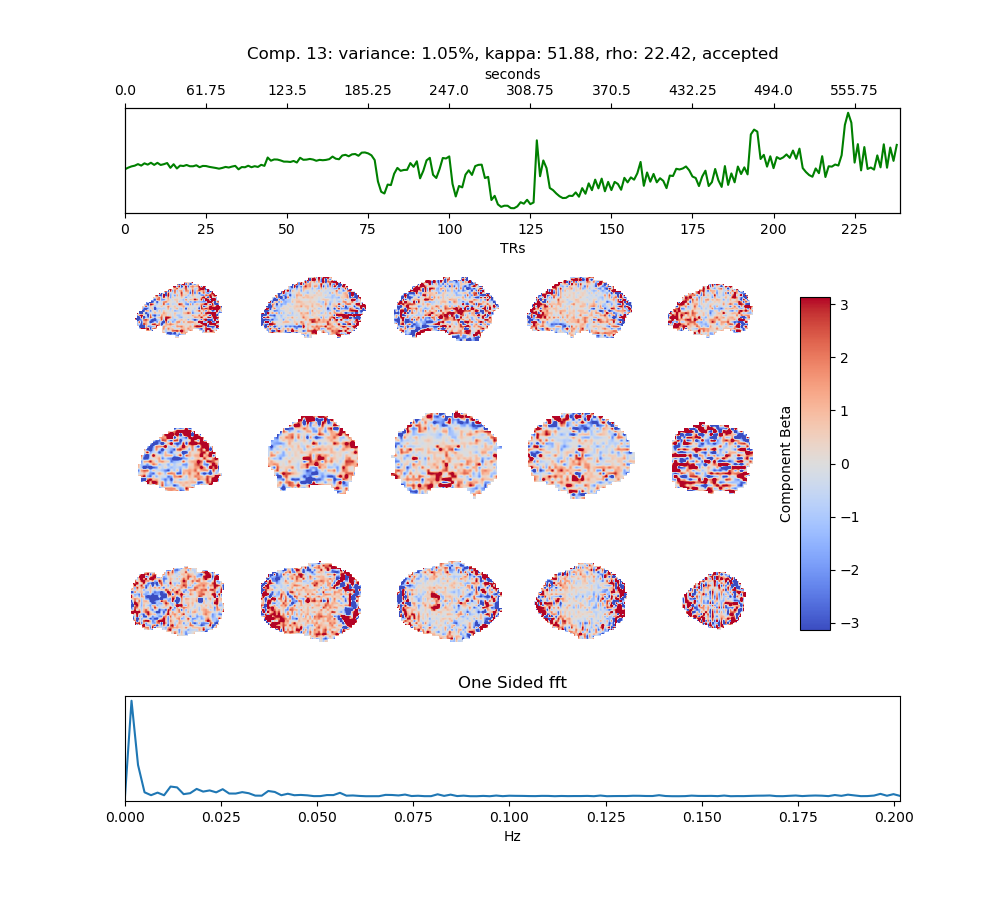 Comp. 13: variance: 1.05%, kappa: 51.88, rho: 22.42, accepted
seconds
0.0 61.75 123.5 185.25 247.0 308.75 370.5 432.25 494.0 555.75
0 25 50 75 100 125 150 175 200 225
TRs
3
2
1
0
−1
−2
−3
Component Beta
One Sided fft
0.000 0.025 0.050 0.075 0.100 0.125 0.150 0.175 0.200
Hz